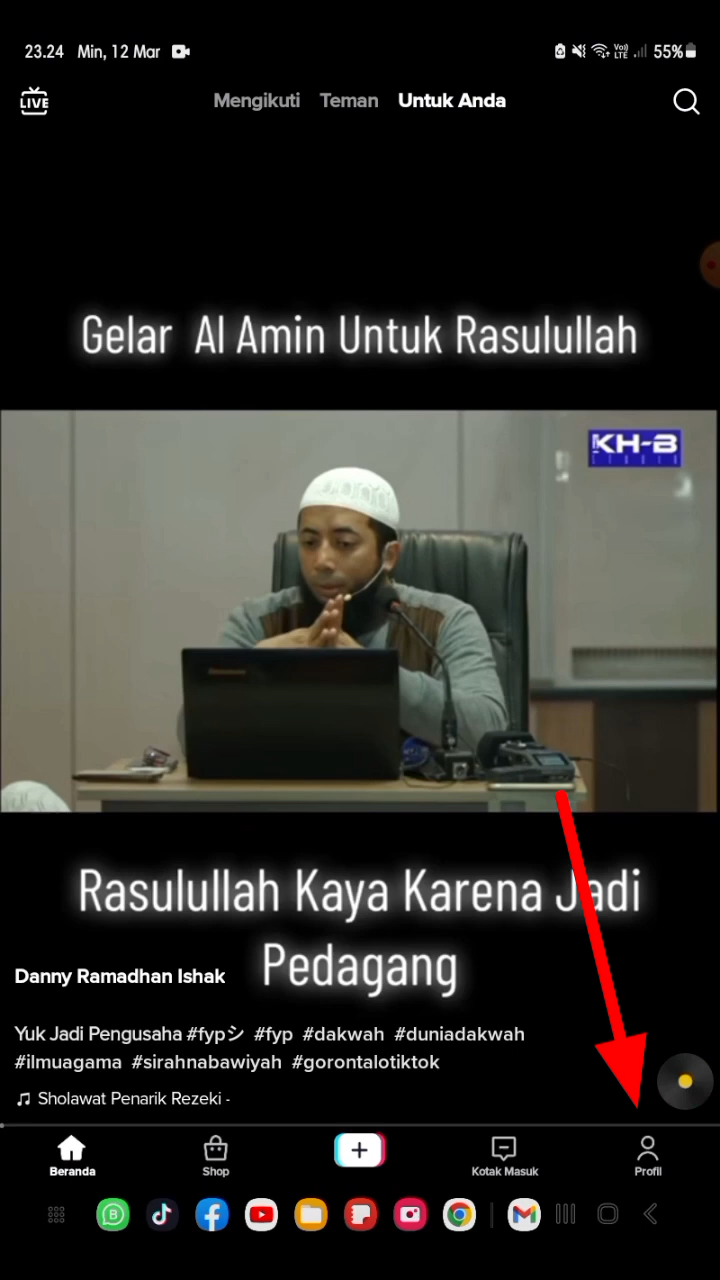 23.24 Min, 12 Mar
Vo)) LTE 55%
LIVE Mengikuti Teman Untuk Anda
Gelar Al Amin Untuk Rasulullah
KH-B
Rasulullah Kaya Karena Jadi
Pedagang
Danny Ramadhan Ishak
Yuk Jadi Pengusaha #fypシ #fyp #dakwah #duniadakwah
#ilmuagama #sirahnabawiyah #gorontalotiktok
Sholawat Penarik Rezeki -
Beranda Shop Kotak Masuk Profil